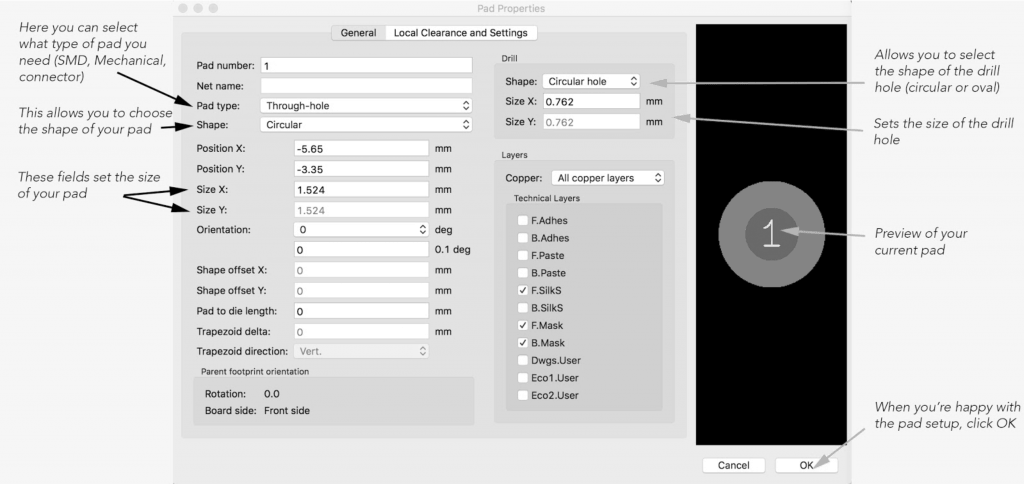 Pad Properties
General
Local Clearance and Settings
Here you can select
what type of pad you
need (SMD, Mechanical,
connector)
This allows you to choose
the shape of your pad
These fields set the size
of your pad
Pad number: 1
Net name:
Pad type: Through-hole
Shape: Circular
Position X: -5.65 mm
Position Y: -3.35 mm
Size X: 1.524 mm
Size Y: 1.524 mm
Orientation: 0 deg
0 0.1 deg
Shape offset X: 0 mm
Shape offset Y: 0 mm
Pad to die length: 0 mm
Trapezoid delta: 0 mm
Trapezoid direction: Vert.
Parent footprint orientation
Rotation: 0.0
Board side: Front side
Drill
Shape: Circular hole
Size X: 0.762 mm
Size Y: 0.762 mm
Layers
Copper: All copper layers
Technical Layers
F.Adhes
B.Adhes
F.Paste
B.Paste
F.SilkS
B.SilkS
F.Mask
B.Mask
Dwgs.User
Eco1.User
Eco2.User
1
Allows you to select
the shape of the drill
hole (circular or oval)
Sets the size of the drill
hole
Preview of your
current pad
When you're happy with
the pad setup, click OK
Cancel
OK